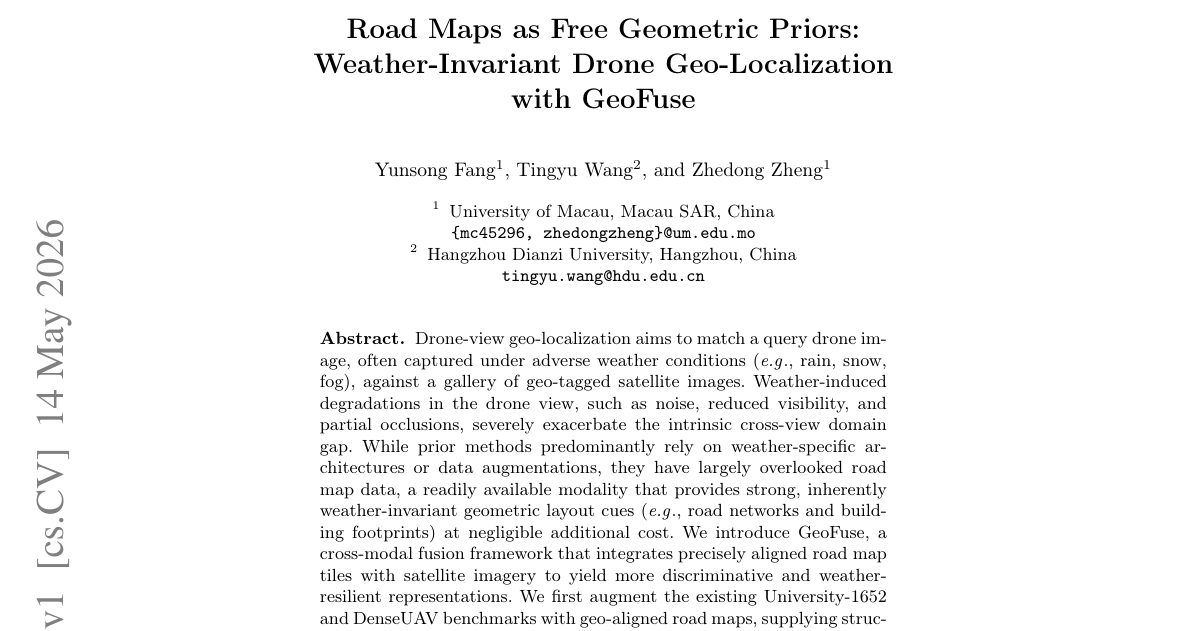 Road Maps as Free Geometric Priors:
Weather-Invariant Drone Geo-Localization
with GeoFuse
Yunsong Fang1, Tingyu Wang2, and Zhedong Zheng1
1 University of Macau, Macau SAR, China
{mc45296, zhedongzheng}@um.edu.mo
2 Hangzhou Dianzi University, Hangzhou, China
tingyu.wang@hdu.edu.cn
Abstract. Drone-view geo-localization aims to match a query drone im-
age, often captured under adverse weather conditions (e.g., rain, snow,
fog), against a gallery of geo-tagged satellite images. Weather-induced
degradations in the drone view, such as noise, reduced visibility, and
partial occlusions, severely exacerbate the intrinsic cross-view domain
gap. While prior methods predominantly rely on weather-specific ar-
chitectures or data augmentations, they have largely overlooked road
map data, a readily available modality that provides strong, inherently
weather-invariant geometric layout cues (e.g., road networks and build-
ing footprints) at negligible additional cost. We introduce GeoFuse, a
cross-modal fusion framework that integrates precisely aligned road map
tiles with satellite imagery to yield more discriminative and weather-
resilient representations. We first augment the existing University-1652
and DenseUAV benchmarks with geo-aligned road maps, supplying struc-
v1 [cs.CV] 14 May 2026